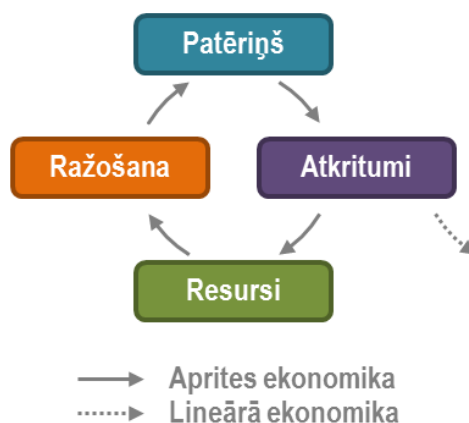 Patēriņš
Ražošana
Atkritumi
Resursi
Aprites ekonomika
Lineārā ekonomika